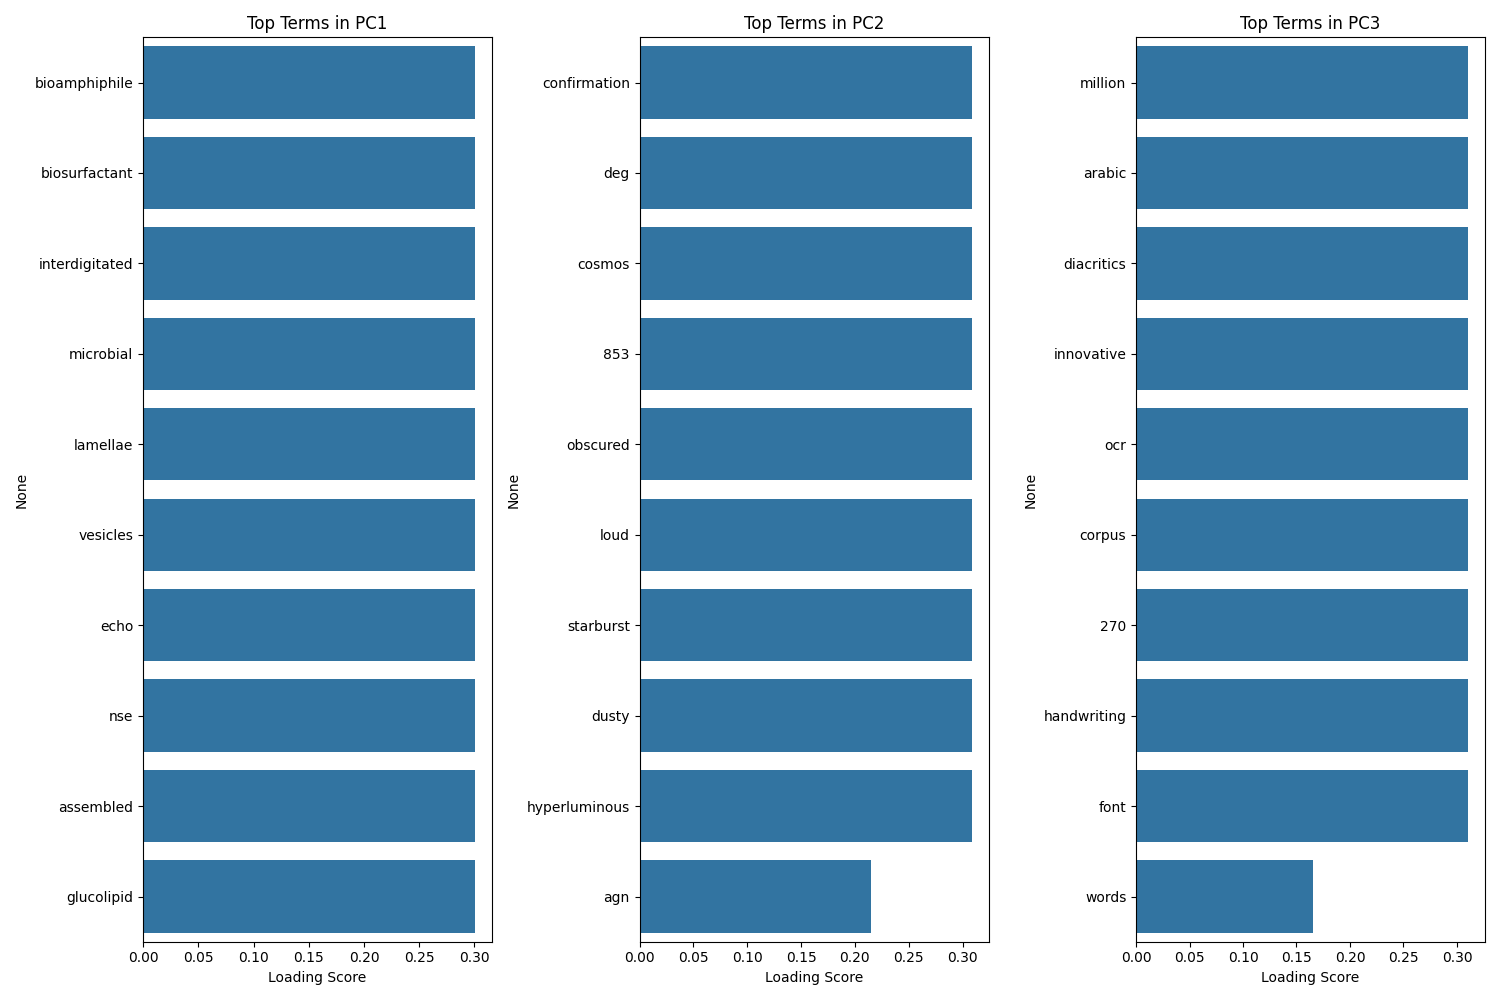 Top Terms in PC1
bioamphiphile
biosurfactant
interdigitated
microbial
lamellae
vesicles
echo
nse
assembled
glucolipid
None
0.00 0.05 0.10 0.15 0.20 0.25 0.30
Loading Score
Top Terms in PC2
confirmation
deg
cosmos
853
obscured
loud
starburst
dusty
hyperluminous
agn
None
0.00 0.05 0.10 0.15 0.20 0.25 0.30
Loading Score
Top Terms in PC3
million
arabic
diacritics
innovative
ocr
corpus
270
handwriting
font
words
None
0.00 0.05 0.10 0.15 0.20 0.25 0.30
Loading Score